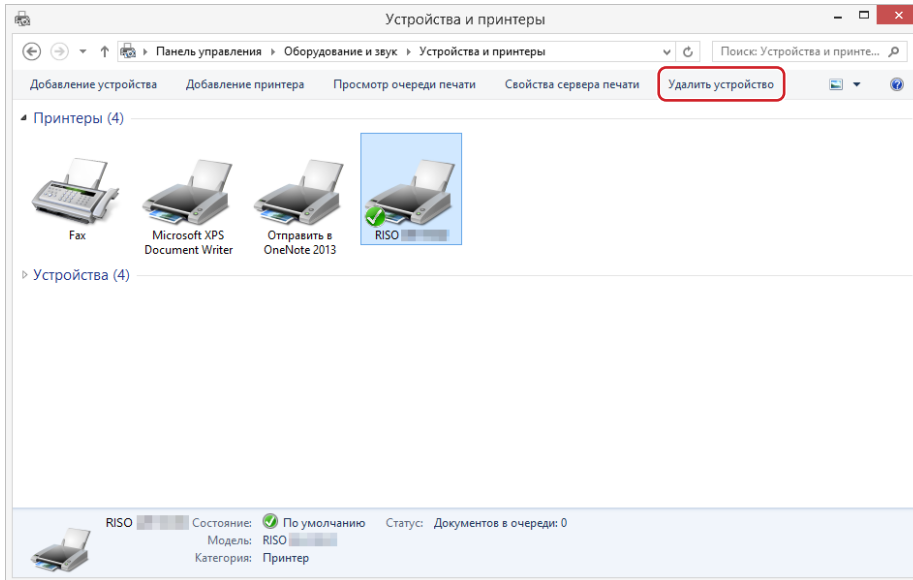 Устройства и принтеры
Панель управления Оборудование и звук Устройства и принтеры
Поиск: Устройства и принте...
Добавление устройства Добавление принтера Просмотр очереди печати Свойства сервера печати Удалить устройство
Принтеры (4)
Fax
Microsoft XPS
Document Writer
Отправить в
OneNote 2013
RISO
Устройства (4)
RISO Состояние: По умолчанию Статус: Документов в очереди: 0
Модель: RISO
Категория: Принтер